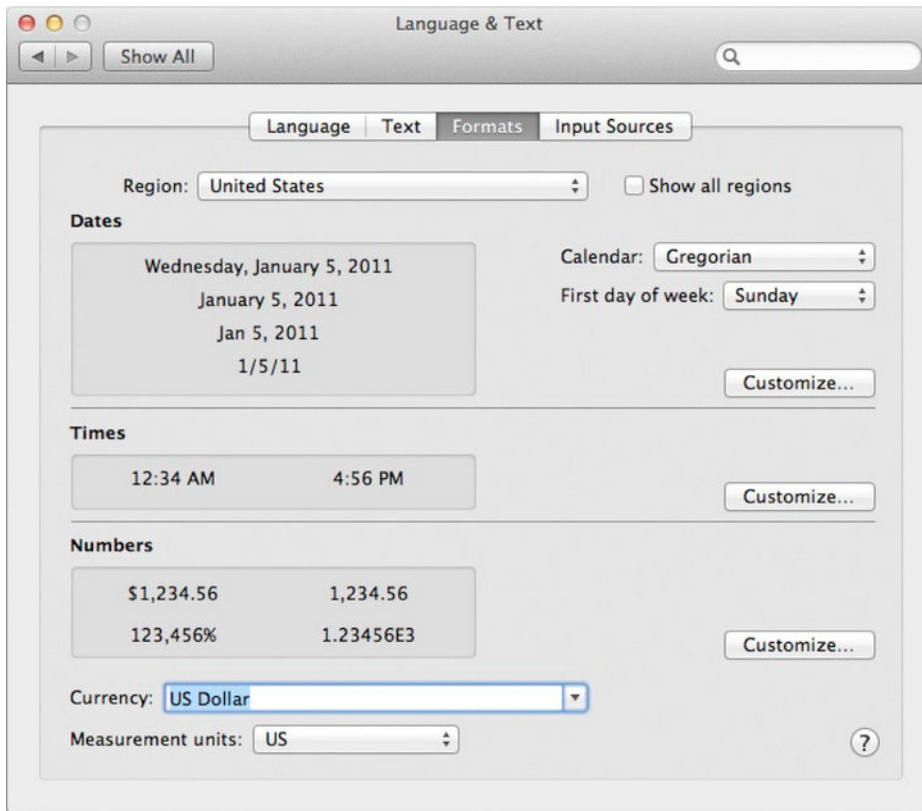 Language & Text
Show All
Language Text Formats Input Sources
Region: United States Show all regions
Dates
Wednesday, January 5, 2011
January 5, 2011
Jan 5, 2011
1/5/11
Calendar: Gregorian
First day of week: Sunday
Customize...
Times
12:34 AM 4:56 PM
Customize...
Numbers
$1,234.56 1,234.56
123,456% 1.23456E3
Customize...
Currency: US Dollar
Measurement units: US
?